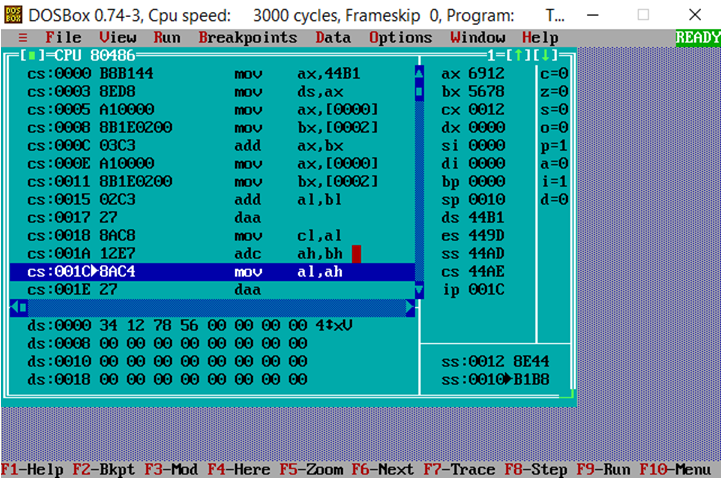 DOSBox 0.74-3, Cpu speed: 3000 cycles, Frameskip 0, Program: T...
≡ File View Run Breakpoints Data Options Window Help READY
[■]=CPU 80486 1=[↑][↓]
cs:0000 B8B144 mov ax,44B1 ax 6912 c=0
cs:0003 8ED8 mov ds,ax bx 5678 z=0
cs:0005 A10000 mov ax,[0000] cx 0012 s=0
cs:0008 8B1E0200 mov bx,[0002] dx 0000 o=0
cs:000C 03C3 add ax,bx si 0000 p=1
cs:000E A10000 mov ax,[0000] di 0000 a=0
cs:0011 8B1E0200 mov bx,[0002] bp 0000 i=1
cs:0015 02C3 add al,bl sp 0010 d=0
cs:0017 27 daa ds 44B1
cs:0018 8AC8 mov cl,al es 449D
cs:001A 12E7 adc ah,bh ss 44AD
cs:001C►8AC4 mov al,ah cs 44AE
cs:001E 27 daa ip 001C
ds:0000 34 12 78 56 00 00 00 00 4↕xV
ds:0008 00 00 00 00 00 00 00 00
ds:0010 00 00 00 00 00 00 00 00 ss:0012 8E44
ds:0018 00 00 00 00 00 00 00 00 ss:0010►B1B8
F1-Help F2-Bkpt F3-Mod F4-Here F5-Zoom F6-Next F7-Trace F8-Step F9-Run F10-Menu